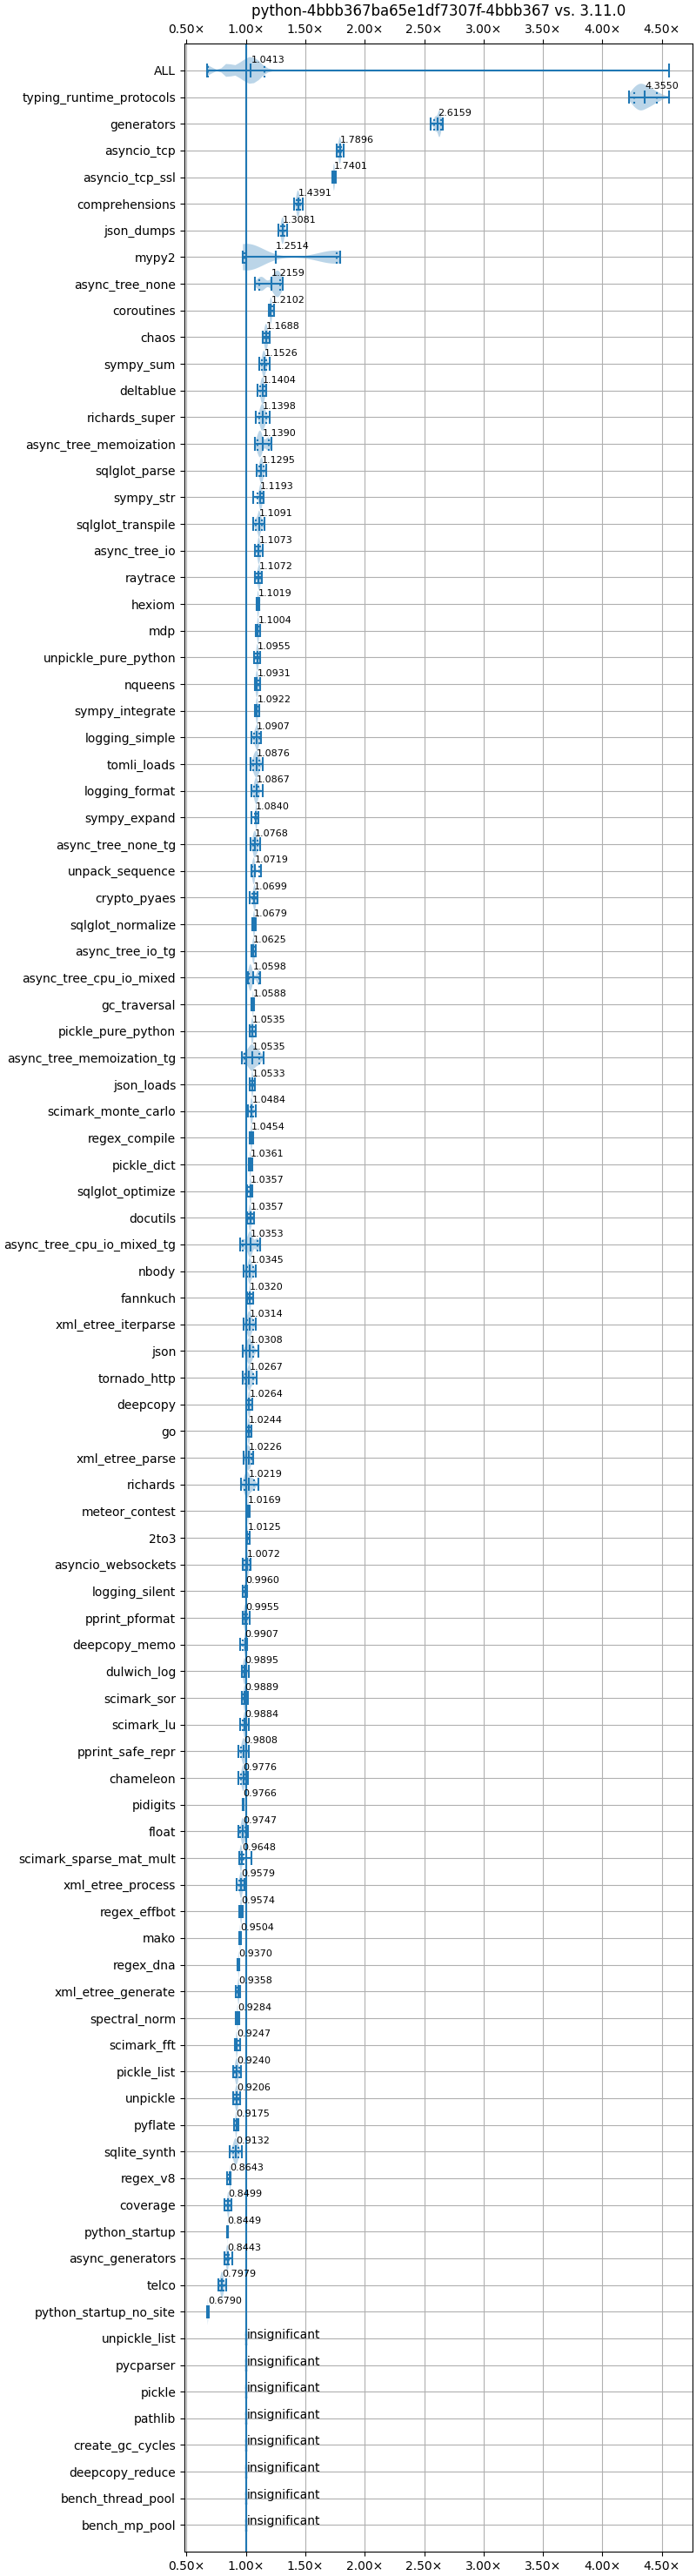 python-4bbb367ba65e1df7307f-4bbb367 vs. 3.11.0
0.50× 1.00× 1.50× 2.00× 2.50× 3.00× 3.50× 4.00× 4.50×
ALL 1.0413
typing_runtime_protocols 4.3550
generators 2.6159
asyncio_tcp 1.7896
asyncio_tcp_ssl 1.7401
comprehensions 1.4391
json_dumps 1.3081
mypy2 1.2514
async_tree_none 1.2159
coroutines 1.2102
chaos 1.1688
sympy_sum 1.1526
deltablue 1.1404
richards_super 1.1398
async_tree_memoization 1.1390
sqlglot_parse 1.1295
sympy_str 1.1193
sqlglot_transpile 1.1091
async_tree_io 1.1073
raytrace 1.1072
hexiom 1.1019
mdp 1.1004
unpickle_pure_python 1.0955
nqueens 1.0931
sympy_integrate 1.0922
logging_simple 1.0907
tomli_loads 1.0876
logging_format 1.0867
sympy_expand 1.0840
async_tree_none_tg 1.0768
unpack_sequence 1.0719
crypto_pyaes 1.0699
sqlglot_normalize 1.0679
async_tree_io_tg 1.0625
async_tree_cpu_io_mixed 1.0598
gc_traversal 1.0588
pickle_pure_python 1.0535
async_tree_memoization_tg 1.0535
json_loads 1.0533
scimark_monte_carlo 1.0484
regex_compile 1.0454
pickle_dict 1.0361
sqlglot_optimize 1.0357
docutils 1.0357
async_tree_cpu_io_mixed_tg 1.0353
nbody 1.0345
fannkuch 1.0320
xml_etree_iterparse 1.0314
json 1.0308
tornado_http 1.0267
deepcopy 1.0264
go 1.0244
xml_etree_parse 1.0226
richards 1.0219
meteor_contest 1.0169
2to3 1.0125
asyncio_websockets 1.0072
logging_silent 0.9960
pprint_pformat 0.9955
deepcopy_memo 0.9907
dulwich_log 0.9895
scimark_sor 0.9889
scimark_lu 0.9884
pprint_safe_repr 0.9808
chameleon 0.9776
pidigits 0.9766
float 0.9747
scimark_sparse_mat_mult 0.9648
xml_etree_process 0.9579
regex_effbot 0.9574
mako 0.9504
regex_dna 0.9370
xml_etree_generate 0.9358
spectral_norm 0.9284
scimark_fft 0.9247
pickle_list 0.9240
unpickle 0.9206
pyflate 0.9175
sqlite_synth 0.9132
regex_v8 0.8643
coverage 0.8499
python_startup 0.8449
async_generators 0.8443
telco 0.7979
python_startup_no_site 0.6790
unpickle_list insignificant
pycparser insignificant
pickle insignificant
pathlib insignificant
create_gc_cycles insignificant
deepcopy_reduce insignificant
bench_thread_pool insignificant
bench_mp_pool insignificant
0.50× 1.00× 1.50× 2.00× 2.50× 3.00× 3.50× 4.00× 4.50×